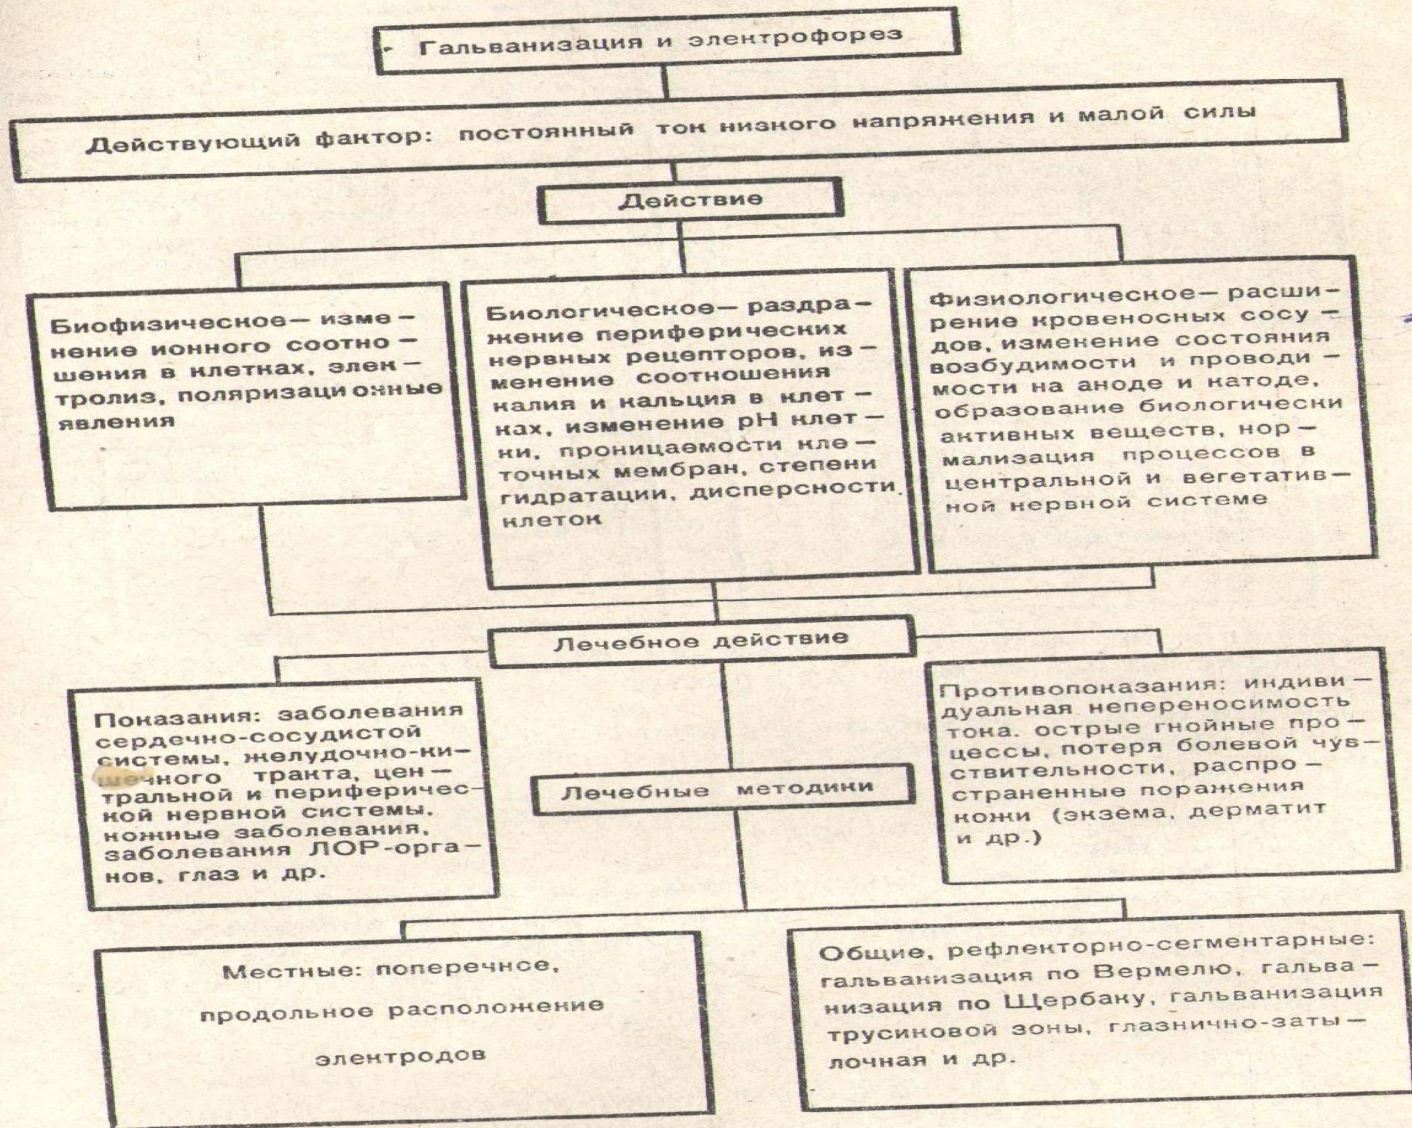 Гальванизация и электрофорез
Действующий фактор: постоянный ток низкого напряжения и малой силы
Действие
Биофизическое— изме—
нение ионного соотно—
шения в клетках, элек—
тролиз, поляризационные
явления
Биологическое— раздра—
жение периферических
нервных рецепторов, из—
менение соотношения
калия и кальция в клет—
ках, изменение рН клет—
ки, проницаемости кле—
точных мембран, степени
гидратации, дисперсности
клеток
Физиологическое— расши—
рение кровеносных сосу—
дов, изменение состояния
возбудимости и проводи—
мости на аноде и катоде,
образование биологически
активных веществ, нор—
мализация процессов в
центральной и вегетатив—
ной нервной системе
Лечебное действие
Показания: заболевания
сердечно-сосудистой
системы, желудочно-ки—
шечного тракта, цен—
тральной и периферичес—
кой нервной системы,
кожные заболевания,
заболевания ЛОР-орга—
нов, глаз и др.
Лечебные методики
Противопоказания: индиви—
дуальная непереносимость
тока. острые гнойные про—
цессы, потеря болевой чув—
ствительности, распро—
страненные поражения
кожи (экзема, дерматит
и др.)
Местные: поперечное,
продольное расположение
электродов
Общие, рефлекторно-сегментарные:
гальванизация по Вермелю, гальва—
низация по Щербаку, гальванизация
трусиковой зоны, глазнично-заты—
лочная и др.